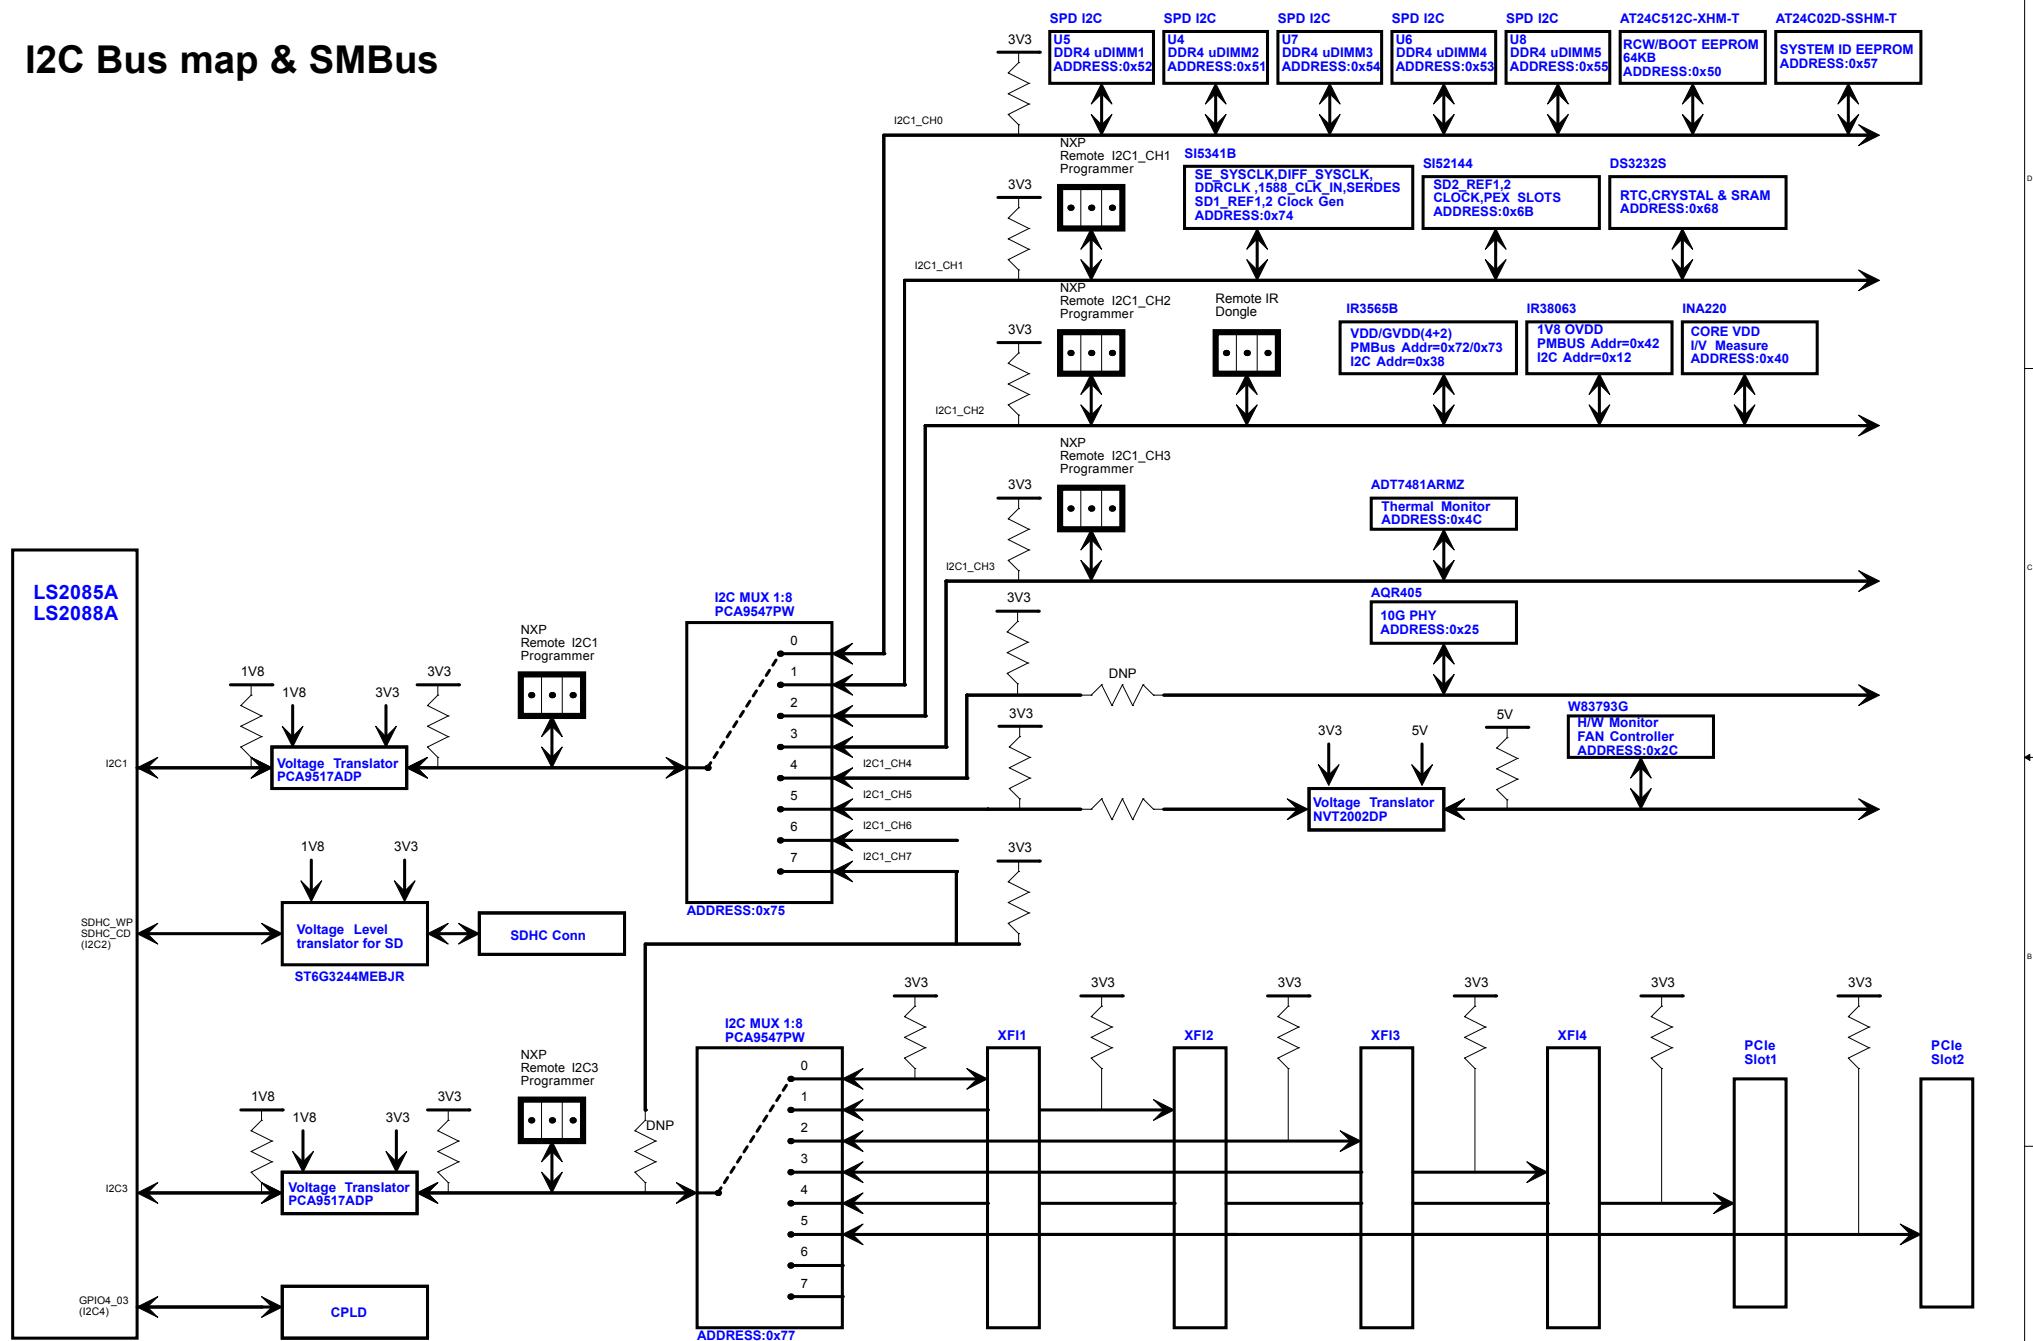 I2C Bus map & SMBus
SPD I2C
U5
DDR4 uDIMM1
ADDRESS:0x52
SPD I2C
U4
DDR4 uDIMM2
ADDRESS:0x51
SPD I2C
U7
DDR4 uDIMM3
ADDRESS:0x54
SPD I2C
U6
DDR4 uDIMM4
ADDRESS:0x53
SPD I2C
U8
DDR4 uDIMM5
ADDRESS:0x55
AT24C512C-XHM-T
RCW/BOOT EEPROM
64KB
ADDRESS:0x50
AT24C02D-SSHM-T
SYSTEM ID EEPROM
ADDRESS:0x57
3V3
I2C1_CH0
NXP
Remote I2C1_CH1
Programmer
SI5341B
SE_SYSCLK,DIFF_SYSCLK,
DDRCLK ,1588_CLK_IN,SERDES
SD1_REF1,2 Clock Gen
ADDRESS:0x74
SI52144
SD2_REF1,2
CLOCK,PEX SLOTS
ADDRESS:0x6B
DS3232S
RTC,CRYSTAL & SRAM
ADDRESS:0x68
3V3
I2C1_CH1
NXP
Remote I2C1_CH2
Programmer
Remote IR
Dongle
IR3565B
VDD/GVDD(4+2)
PMBus Addr=0x72/0x73
I2C Addr=0x38
IR38063
1V8 OVDD
PMBUS Addr=0x42
I2C Addr=0x12
INA220
CORE VDD
I/V Measure
ADDRESS:0x40
3V3
I2C1_CH2
NXP
Remote I2C1_CH3
Programmer
3V3
ADT7481ARMZ
Thermal Monitor
ADDRESS:0x4C
I2C1_CH3
LS2085A
LS2088A
I2C MUX 1:8
PCA9547PW
0
1
2
3
4
5
6
7
ADDRESS:0x75
3V3
AQR405
10G PHY
ADDRESS:0x25
DNP
NXP
Remote I2C1
Programmer
1V8
1V8
3V3
3V3
I2C1
Voltage Translator
PCA9517ADP
I2C1_CH4
I2C1_CH5
I2C1_CH6
I2C1_CH7
3V3
3V3
5V
Voltage Translator
NVT2002DP
5V
W83793G
H/W Monitor
FAN Controller
ADDRESS:0x2C
3V3
1V8
3V3
SDHC_WP
SDHC_CD
(I2C2)
Voltage Level
translator for SD
ST6G3244MEBJR
SDHC Conn
I2C MUX 1:8
PCA9547PW
0
1
2
3
4
5
6
7
ADDRESS:0x77
3V3
3V3
3V3
3V3
3V3
3V3
XFI1
XFI2
XFI3
XFI4
PCIe
Slot1
PCIe
Slot2
NXP
Remote I2C3
Programmer
1V8
1V8
3V3
3V3
DNP
I2C3
Voltage Translator
PCA9517ADP
GPIO4_03
(I2C4)
CPLD
D
C
B